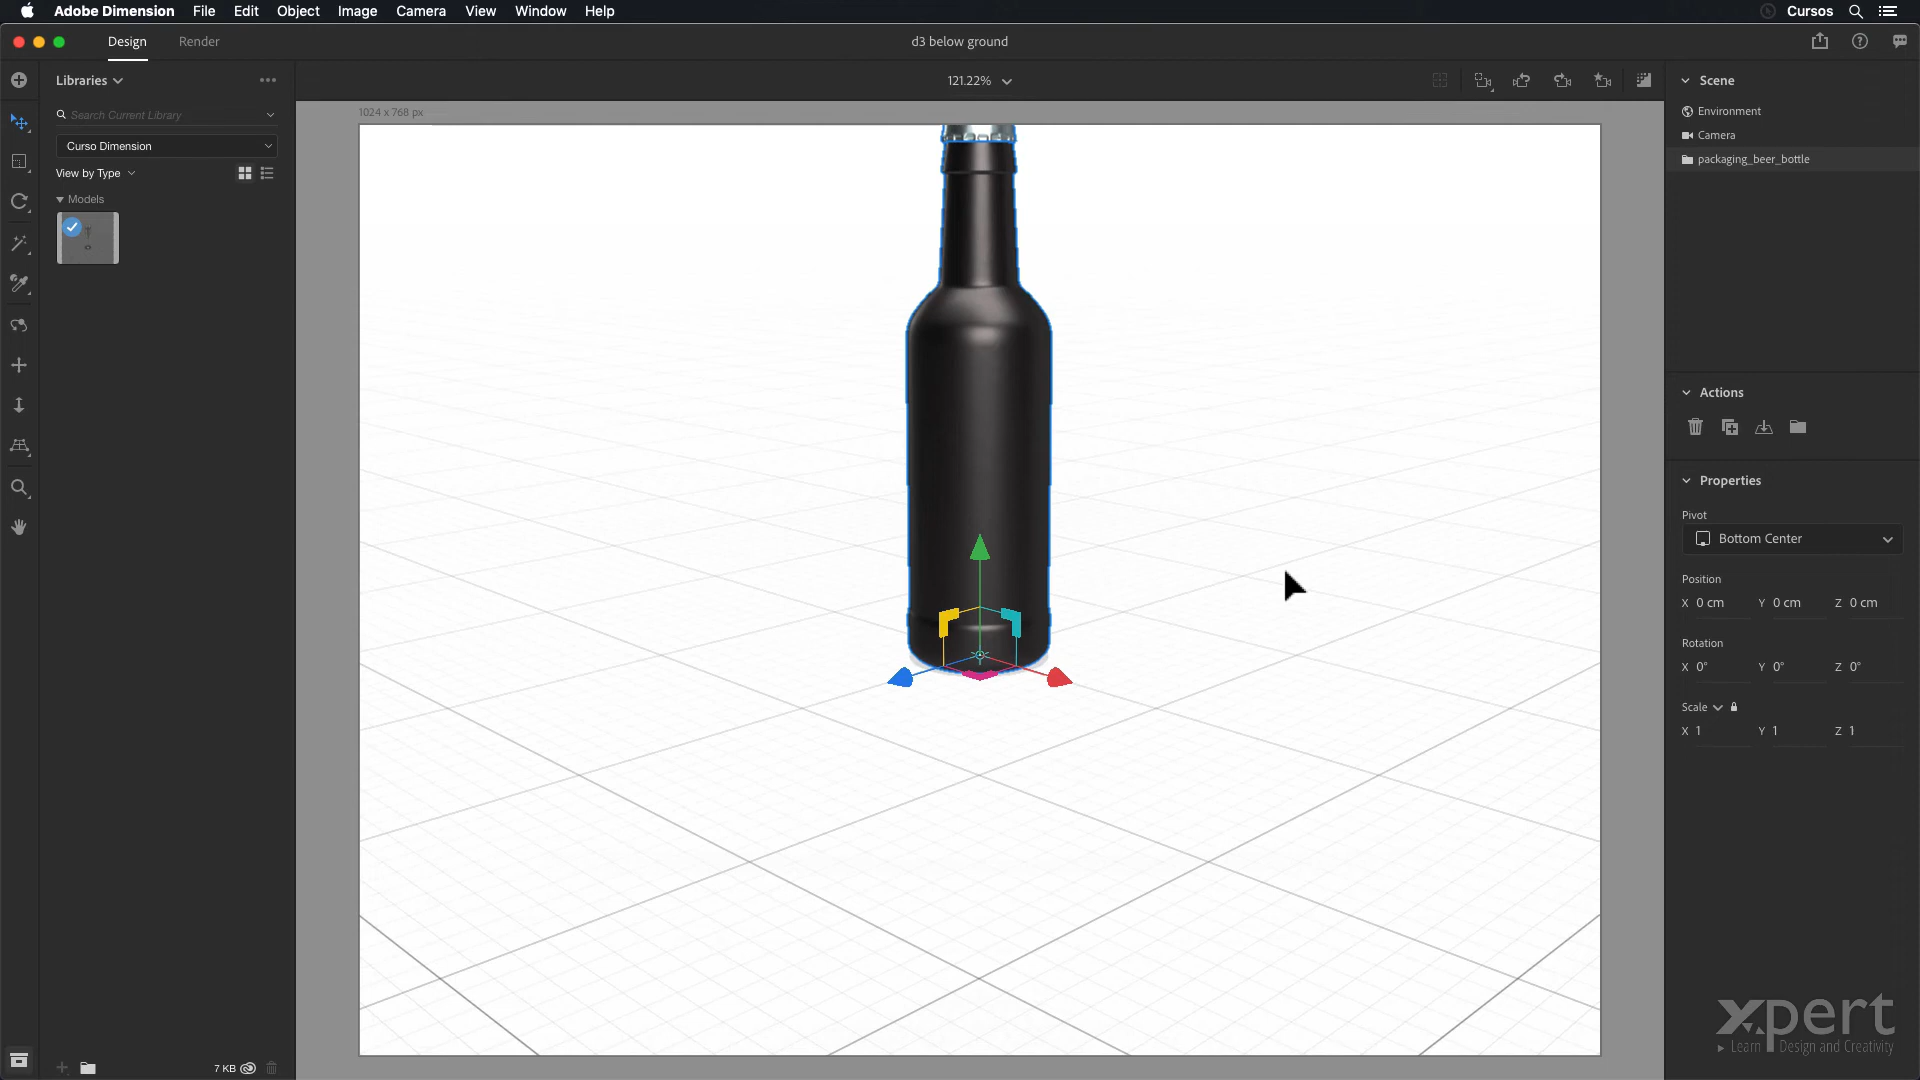 Adobe Dimension File Edit Object Image Camera View Window Help Cursos
Design Render d3 below ground
Libraries 121.22% Scene
1024 x 768 px
Search Current Library
Environment
Camera
Curso Dimension
packaging_beer_bottle
View by Type
Models
Actions
Properties
Pivot
Bottom Center
Position
X 0 cm Y 0 cm Z 0 cm
Rotation
X 0° Y 0° Z 0°
Scale
X 1 Y 1 Z 1
xpert
Learn Design and Creativity
7 KB